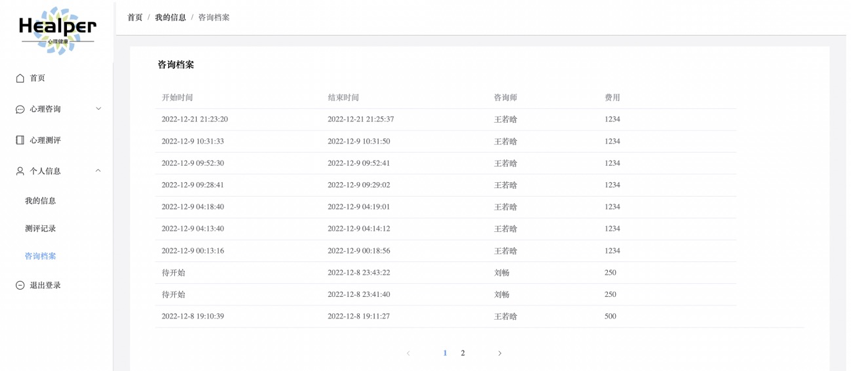 Healper
心理健康
首页 / 我的信息 / 咨询档案
首页
心理咨询
心理测评
个人信息
我的信息
测评记录
咨询档案
退出登录
咨询档案
开始时间 结束时间 咨询师 费用
2022-12-21 21:23:20 2022-12-21 21:25:37 王若晗 1234
2022-12-9 10:31:33 2022-12-9 10:31:50 王若晗 1234
2022-12-9 09:52:30 2022-12-9 09:52:41 王若晗 1234
2022-12-9 09:28:41 2022-12-9 09:29:02 王若晗 1234
2022-12-9 04:18:40 2022-12-9 04:19:01 王若晗 1234
2022-12-9 04:13:40 2022-12-9 04:14:12 王若晗 1234
2022-12-9 00:13:16 2022-12-9 00:18:56 王若晗 1234
待开始 2022-12-8 23:43:22 刘畅 250
待开始 2022-12-8 23:41:40 刘畅 250
2022-12-8 19:10:39 2022-12-8 19:11:27 王若晗 500
‹ 1 2 ›